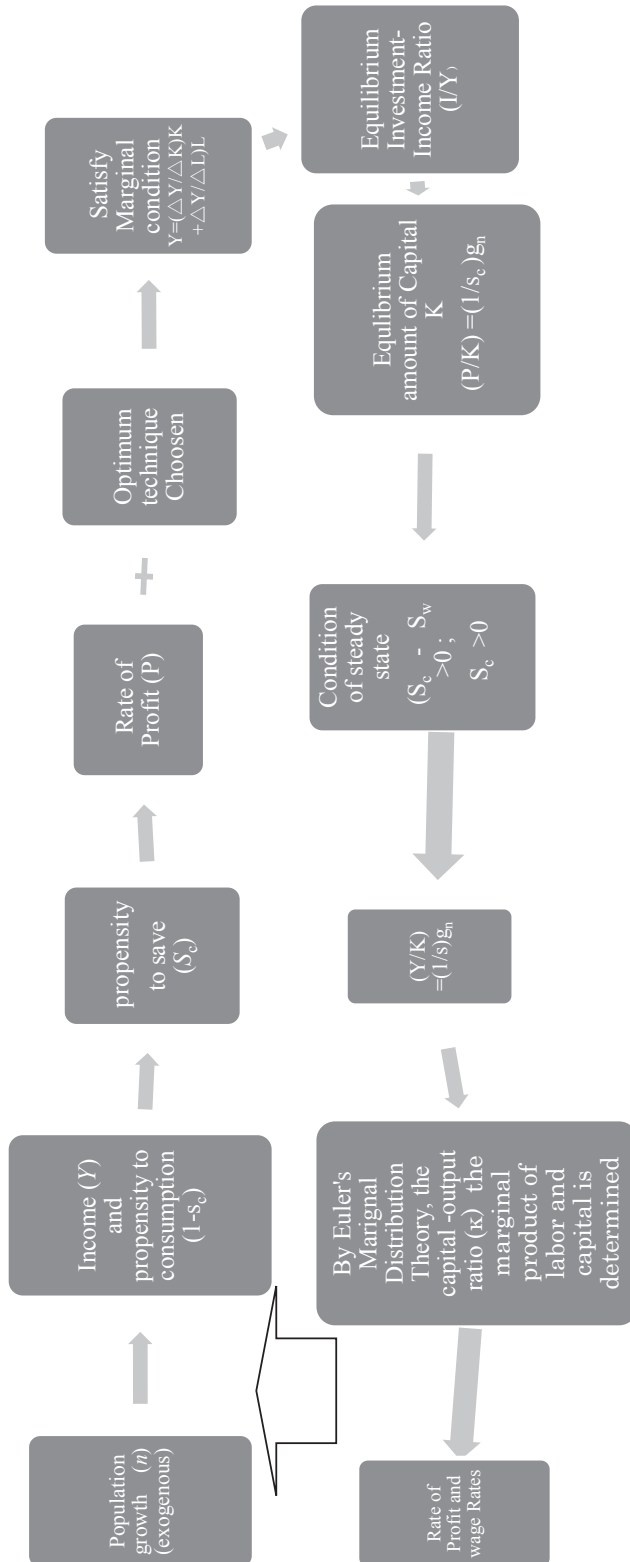 Population
growth (n)
(exogenous)
Income (Y)
and
propensity to
consumption
(1-sc)
propensity
to save
(Sc)
Rate of
Profit (P)
Optimum
technique
Choosen
Satisfy
Marginal
condition
Y=(△Y/△K)K
+△Y/△L)L
Equilibrium
Investment-
Income Ratio
(I/Y)
Equlibrium
amount of Capital
K
(P/K) =(1/sc)gn
Condition
of steady
state
(Sc - Sw
>0 ;
Sc >0
(Y/K)
=(1/s)gn
By Euler's
Marignal
Distribution
Theory, the
capital -output
ratio (κ) the
marginal
product of
labor and
capital is
determined
Rate of
Profit and
wage Rates